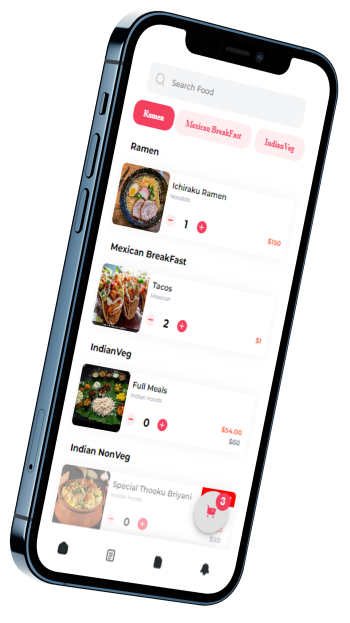 Search Food
Ramen
Mexican BreakFast
IndianVeg
Ramen
Ichiraku Ramen
Noodels
1
$150
Mexican BreakFast
Tacos
Mexican
2
$1
IndianVeg
Full Meals
Indian Foods
0
$54.00
$60
Indian NonVeg
Special Thooku Briyani
Indian Foods
0
3
$50